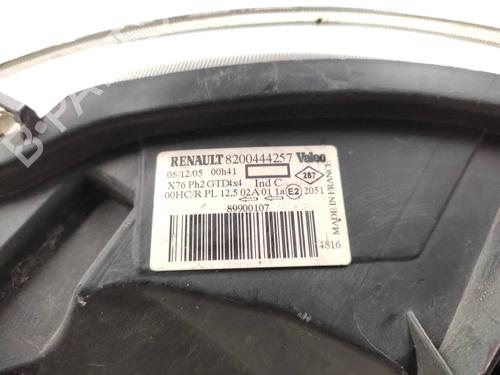 RENAULT 8200444257 Valeo
08/12/05 00h41
X76 Ph2 GTD4x4 Ind C 287
00HC/R PL 12,5 02A 01 1a E2 2051
89900107
4816
MADE IN FRANCE